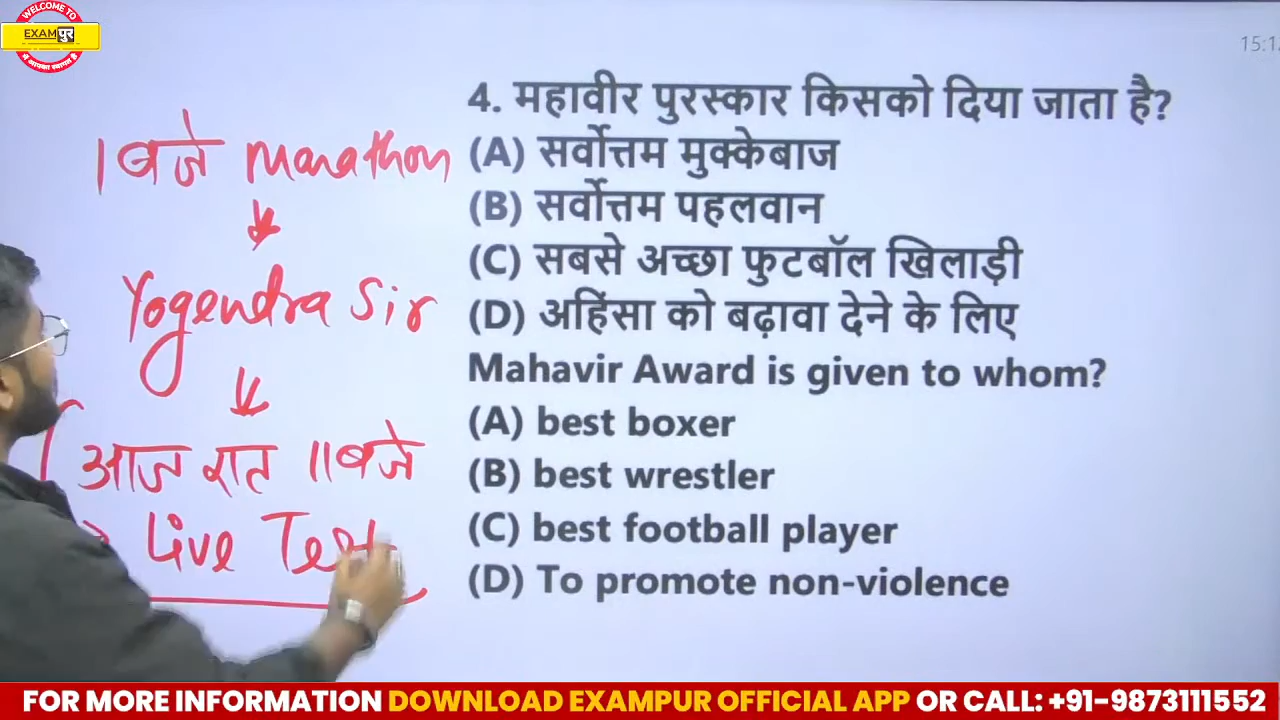 WELCOME TO
EXAMपुर
15:1
4. महावीर पुरस्कार किसको दिया जाता है?
(A) सर्वोत्तम मुक्केबाज
(B) सर्वोत्तम पहलवान
(C) सबसे अच्छा फुटबॉल खिलाड़ी
(D) अहिंसा को बढ़ावा देने के लिए
Mahavir Award is given to whom?
(A) best boxer
(B) best wrestler
(C) best football player
(D) To promote non-violence
1 बजे Marathon
Yogendra Sir
आज रात 11 बजे
Live Test
FOR MORE INFORMATION DOWNLOAD EXAMPUR OFFICIAL APP OR CALL: +91-9873111552